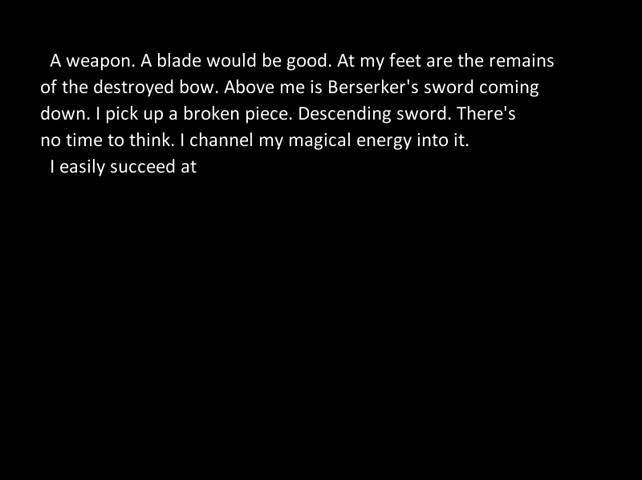 A weapon. A blade would be good. At my feet are the remains
of the destroyed bow. Above me is Berserker's sword coming
down. I pick up a broken piece. Descending sword. There's
no time to think. I channel my magical energy into it.
I easily succeed at